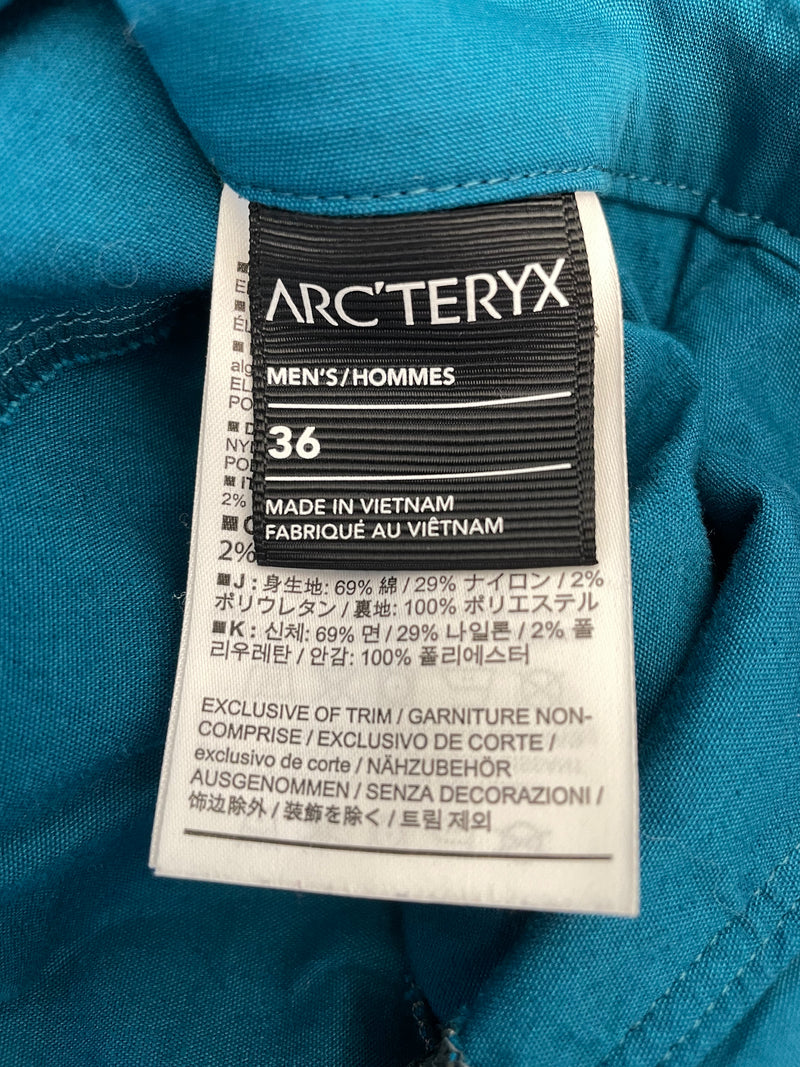 ARC'TERYX
MEN'S/HOMMES
36
MADE IN VIETNAM
FABRIQUÉ AU VIÊTNAM
2%
2%
J : 身生地: 69% 綿 / 29% ナイロン / 2%
ポリウレタン / 裏地: 100% ポリエステル
K : 신체: 69% 면 / 29% 나일론 / 2% 폴
리우레탄 / 안감: 100% 폴리에스터
EXCLUSIVE OF TRIM / GARNITURE NON-
COMPRISE / EXCLUSIVO DE CORTE /
exclusivo de corte / NÄHZUBEHÖR
AUSGENOMMEN / SENZA DECORAZIONI /
饰边除外 / 装飾を除く / 트림 제외